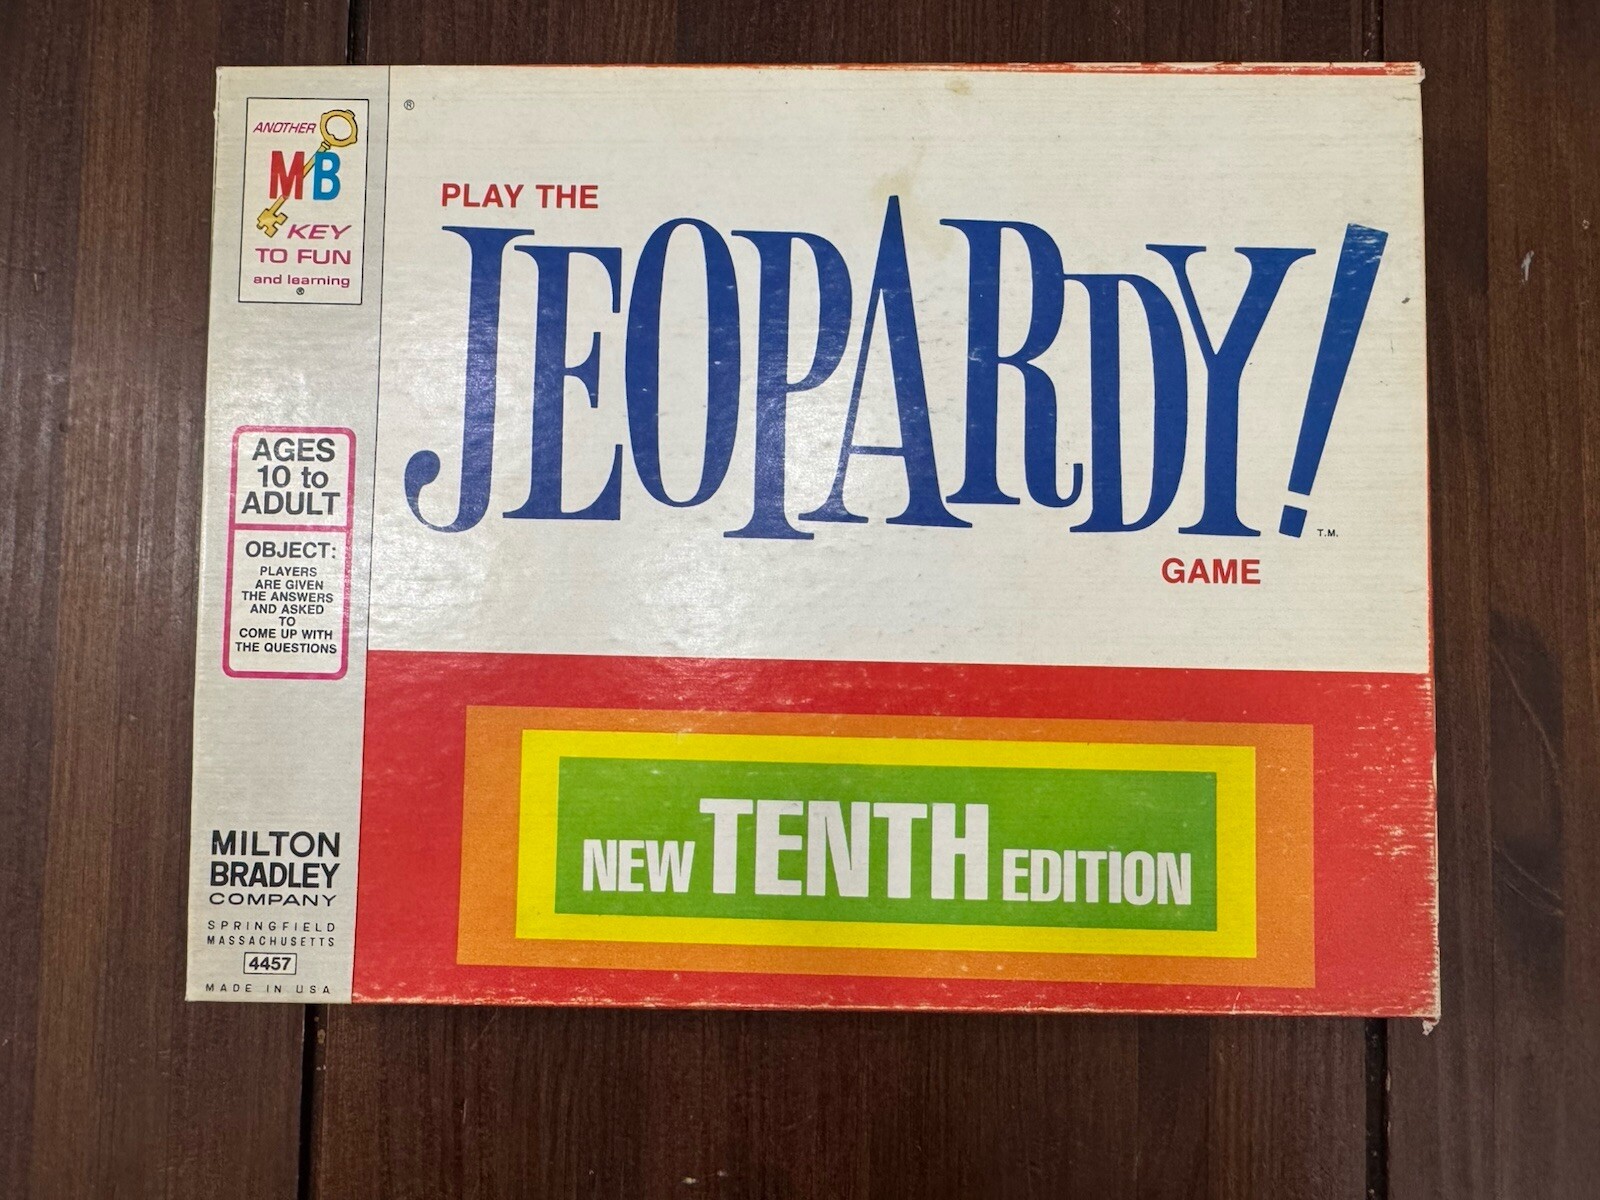 ANOTHER
MB
KEY
TO FUN
and learning
®
AGES
10 to
ADULT
OBJECT:
PLAYERS
ARE GIVEN
THE ANSWERS
AND ASKED
TO
COME UP WITH
THE QUESTIONS
MILTON
BRADLEY
COMPANY
SPRINGFIELD
MASSACHUSETTS
4457
MADE IN USA
®
PLAY THE
JEOPARDY!
T.M.
GAME
NEW TENTH EDITION